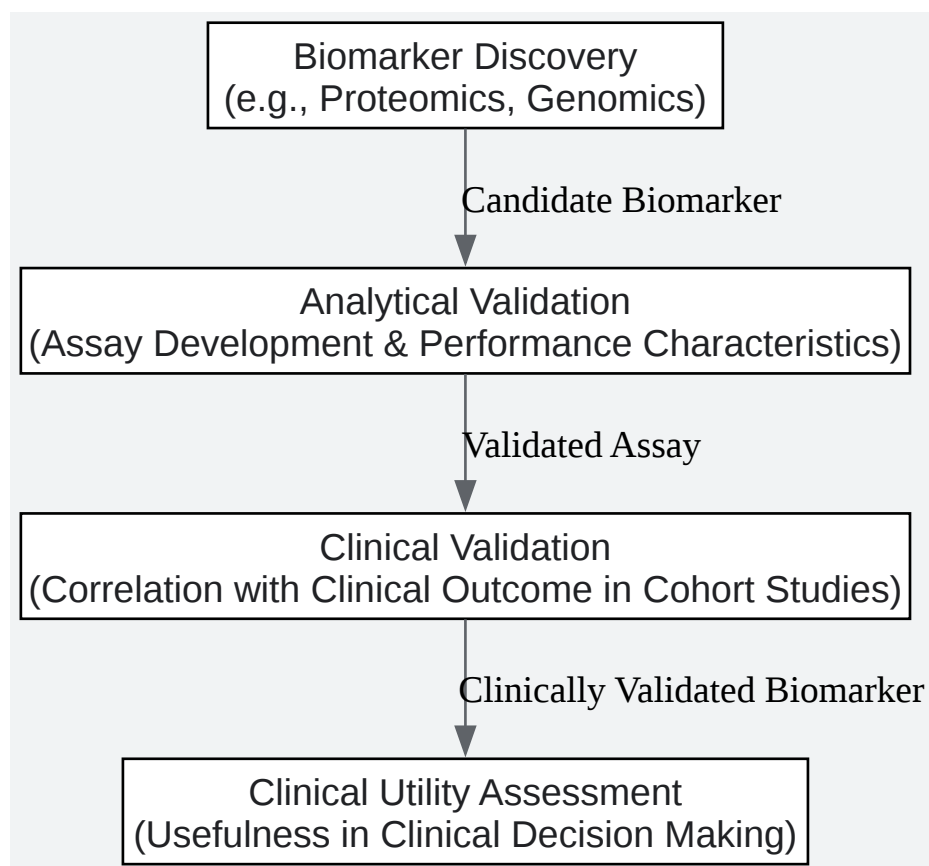 Biomarker Discovery
(e.g., Proteomics, Genomics)
Candidate Biomarker
Analytical Validation
(Assay Development & Performance Characteristics)
Validated Assay
Clinical Validation
(Correlation with Clinical Outcome in Cohort Studies)
Clinically Validated Biomarker
Clinical Utility Assessment
(Usefulness in Clinical Decision Making)